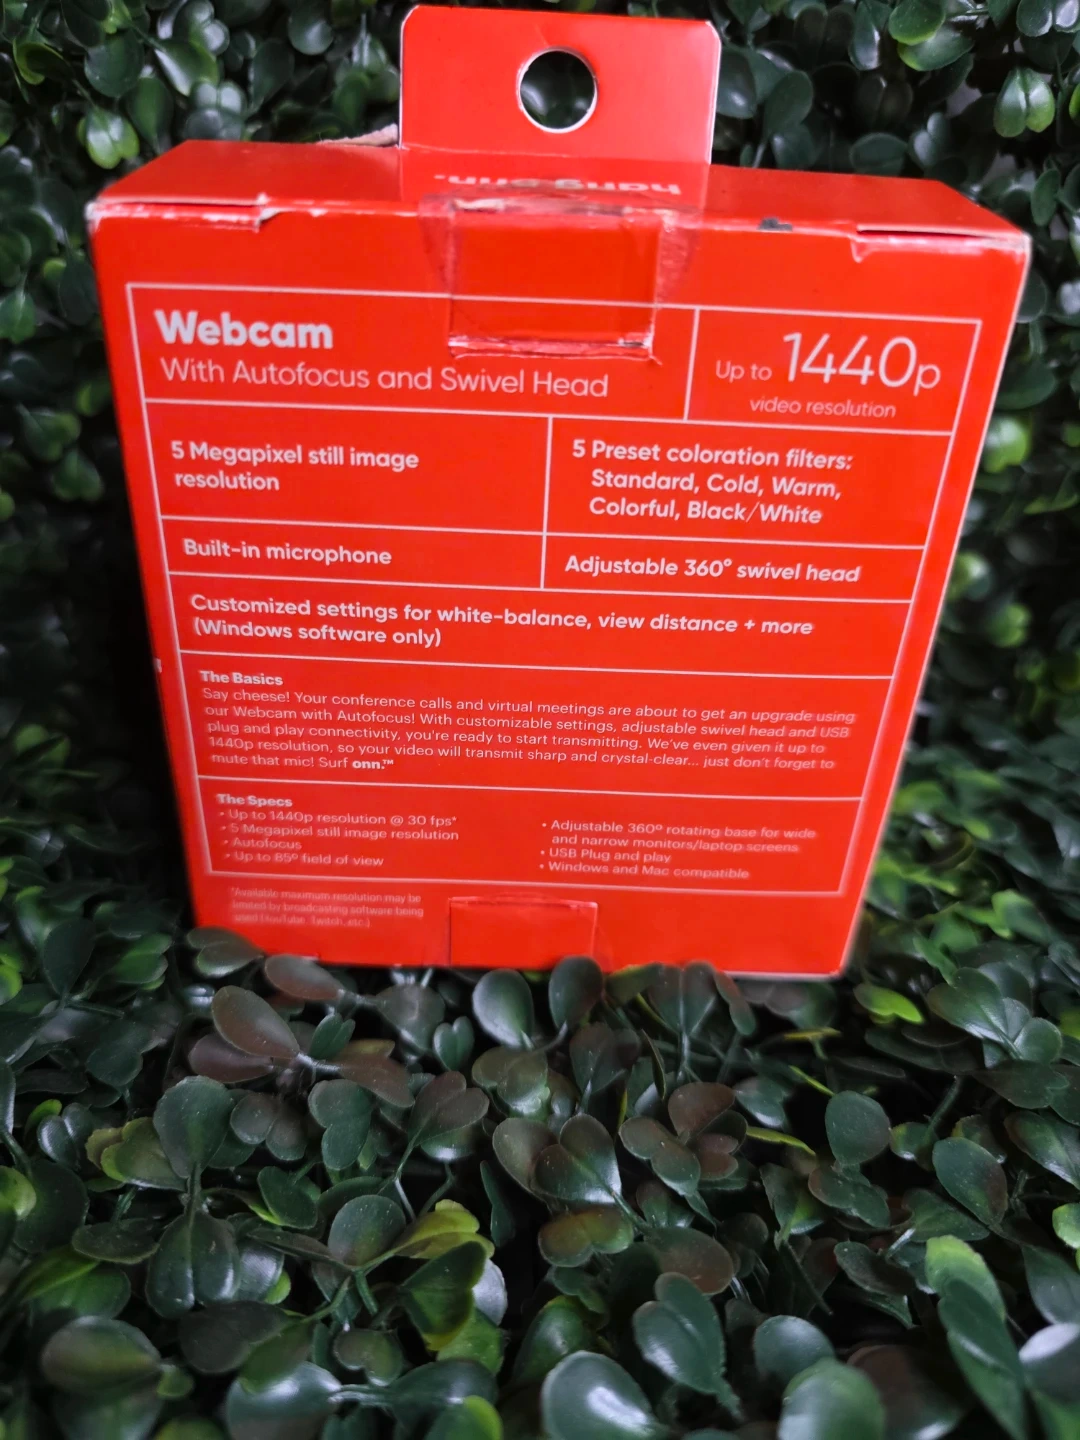 hang onn.
Webcam
With Autofocus and Swivel Head
Up to 1440p
video resolution
5 Megapixel still image
resolution
5 Preset coloration filters:
Standard, Cold, Warm,
Colorful, Black/White
Built-in microphone
Adjustable 360° swivel head
Customized settings for white-balance, view distance + more
(Windows software only)
The Basics
Say cheese! Your conference calls and virtual meetings are about to get an upgrade using
our Webcam with Autofocus! With customizable settings, adjustable swivel head and USB
plug and play connectivity, you're ready to start transmitting. We've even given it up to
1440p resolution, so your video will transmit sharp and crystal-clear... just don't forget to
mute that mic! Surf onn.™
The Specs
• Up to 1440p resolution @ 30 fps*
• 5 Megapixel still image resolution
• Autofocus
• Up to 85° field of view
• Adjustable 360° rotating base for wide
and narrow monitors/laptop screens
• USB Plug and play
• Windows and Mac compatible
*Available maximum resolution may be
limited by broadcasting software being
used (YouTube, Twitch, etc.)